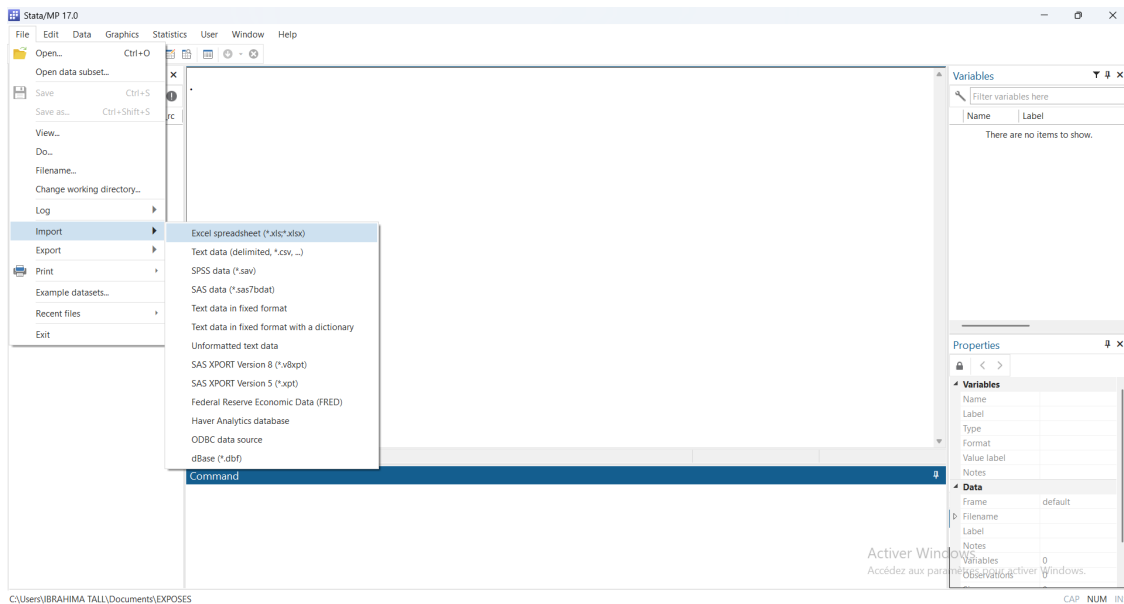 Stata/MP 17.0
File Edit Data Graphics Statistics User Window Help
Open... Ctrl+O
Open data subset...
Save Ctrl+S
Save as... Ctrl+Shift+S
View...
Do...
Filename...
Change working directory...
Log
Import
Export
Print
Example datasets...
Recent files
Exit
rc
Excel spreadsheet (*.xls;*.xlsx)
Text data (delimited, *.csv, ...)
SPSS data (*.sav)
SAS data (*.sas7bdat)
Text data in fixed format
Text data in fixed format with a dictionary
Unformatted text data
SAS XPORT Version 8 (*.v8xpt)
SAS XPORT Version 5 (*.xpt)
Federal Reserve Economic Data (FRED)
Haver Analytics database
ODBC data source
dBase (*.dbf)
.
Command
Variables
Filter variables here
Name Label
There are no items to show.
Properties
Variables
Name
Label
Type
Format
Value label
Notes
Data
Frame default
Filename
Label
Notes
Variables 0
Observations 0
Activer Windows
Accédez aux paramètres pour activer Windows.
C:\Users\IBRAHIMA TALL\Documents\EXPOSES
CAP NUM IN